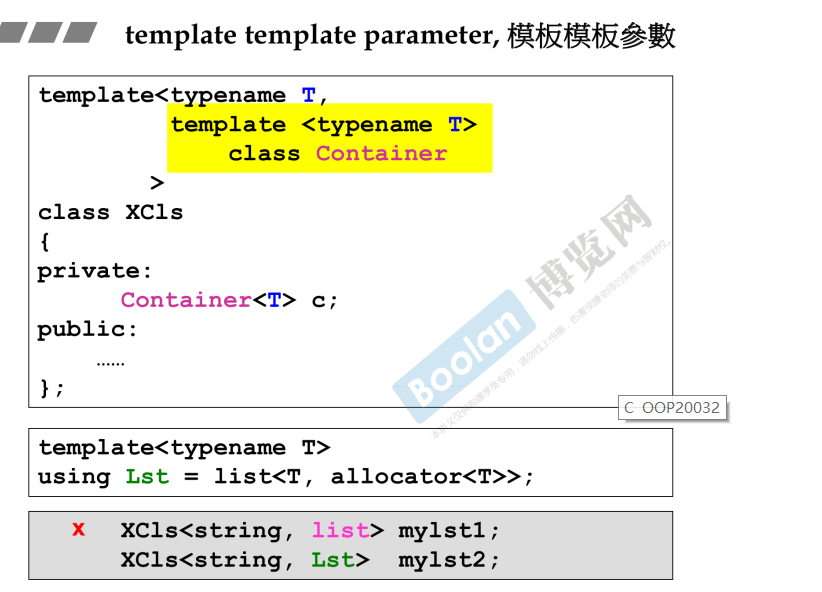 template template parameter, 模板模板參數
template<typename T,
template <typename T>
class Container
>
class XCls
{
private:
Container<T> c;
public:
......
};
Boolan 博览网
C OOP20032
template<typename T>
using Lst = list<T, allocator<T>>;
x XCls<string, list> mylst1;
XCls<string, Lst> mylst2;